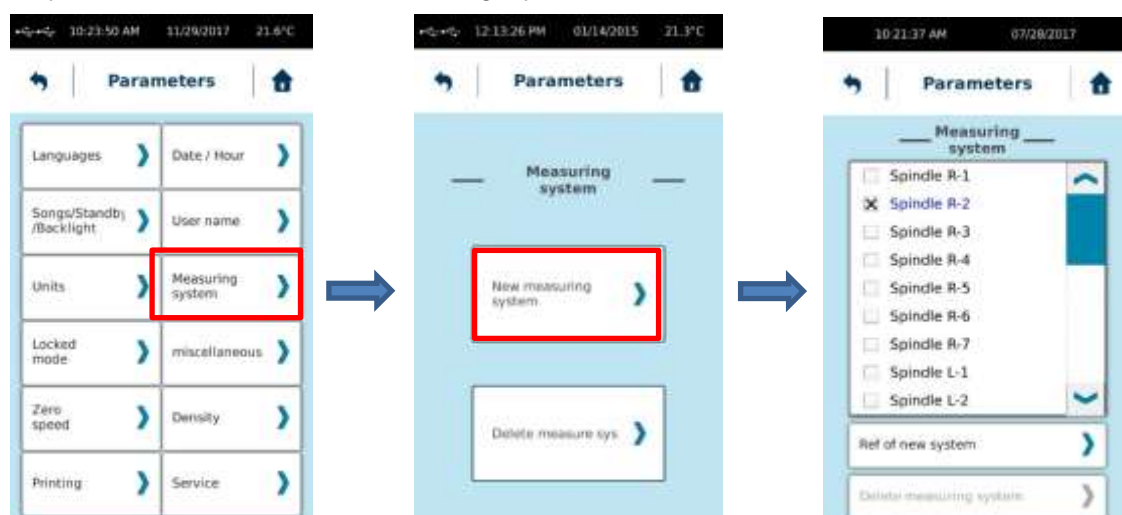 10:23:50 AM 11/29/2017 21.6°C
Parameters
Languages
Date / Hour
Songs/Standby
/Backlight
User name
Units
Measuring
system
Locked
mode
miscellaneous
Zero
speed
Density
Printing
Service
12:13:26 PM 01/14/2015 21.3°C
Parameters
Measuring
system
New measuring
system
Delete measure sys
10:21:37 AM 07/28/2017
Parameters
Measuring
system
Spindle R-1
Spindle R-2
Spindle R-3
Spindle R-4
Spindle R-5
Spindle R-6
Spindle R-7
Spindle L-1
Spindle L-2
Ref of new system
Delete measuring system